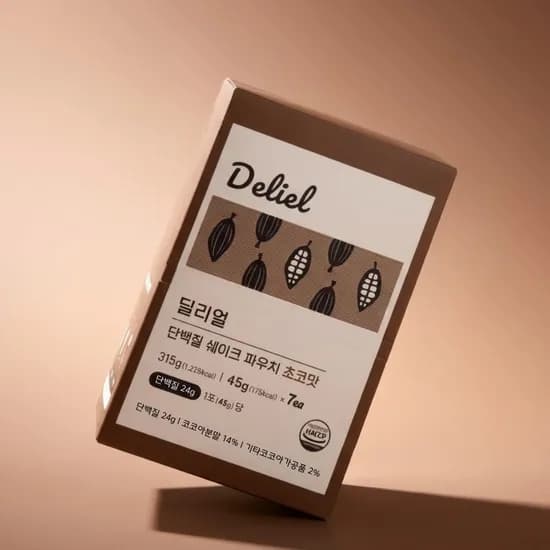 Deliel
딜리얼
단백질 쉐이크 파우치 초코맛
315g(1,225kcal) | 45g(175kcal) × 7ea
단백질 24g 1포(45g)당
단백질 24g | 코코아분말 14% | 기타코코아가공품 2%
HACCP